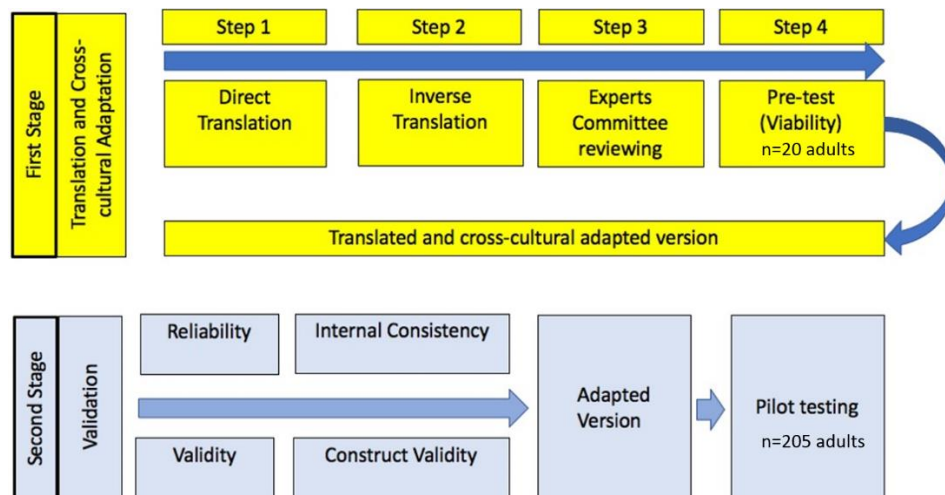 First Stage
Translation and Cross-
cultural Adaptation
Step 1
Step 2
Step 3
Step 4
Direct
Translation
Inverse
Translation
Experts
Committee
reviewing
Pre-test
(Viability)
n=20 adults
Translated and cross-cultural adapted version
Second Stage
Validation
Reliability
Internal Consistency
Validity
Construct Validity
Adapted
Version
Pilot testing
n=205 adults